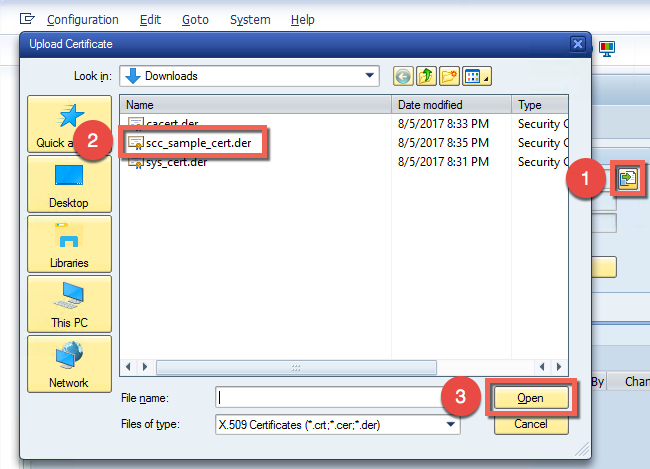 Configuration Edit Goto System Help
Upload Certificate
Look in: Downloads
Name Date modified Type
cacert.der 8/5/2017 8:33 PM Security C
scc_sample_cert.der 8/5/2017 8:35 PM Security C
sys_cert.der 8/5/2017 8:31 PM Security C
Quick a
2
1
Desktop
Libraries
This PC
Network
By Chan
File name:
3
Open
Files of type: X.509 Certificates (*.crt;*.cer;*.der)
Cancel